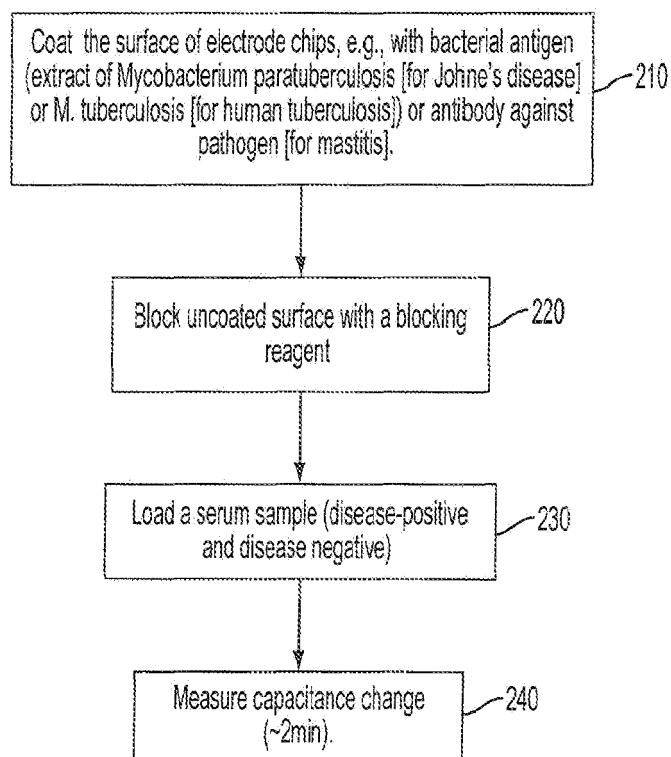 Coat the surface of electrode chips, e.g., with bacterial antigen
(extract of Mycobacterium paratuberculosis [for Johne's disease]
or M. tuberculosis [for human tuberculosis]) or antibody against
pathogen [for mastitis].
210
Block uncoated surface with a blocking
reagent
220
Load a serum sample (disease-positive
and disease negative)
230
Measure capacitance change
(~2min).
240